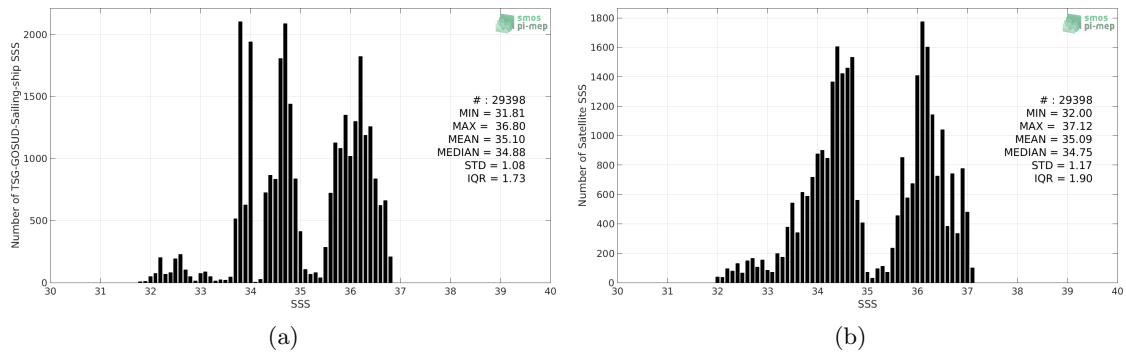 smos
pi-mep
Number of TSG-GOSUD-Sailing-ship SSS
2000
1500
1000
500
0
# : 29398
MIN = 31.81
MAX = 36.80
MEAN = 35.10
MEDIAN = 34.88
STD = 1.08
IQR = 1.73
30 31 32 33 34 35 36 37 38 39 40
SSS
(a)
smos
pi-mep
Number of Satellite SSS
1800
1600
1400
1200
1000
800
600
400
200
0
# : 29398
MIN = 32.00
MAX = 37.12
MEAN = 35.09
MEDIAN = 34.75
STD = 1.17
IQR = 1.90
30 31 32 33 34 35 36 37 38 39 40
SSS
(b)